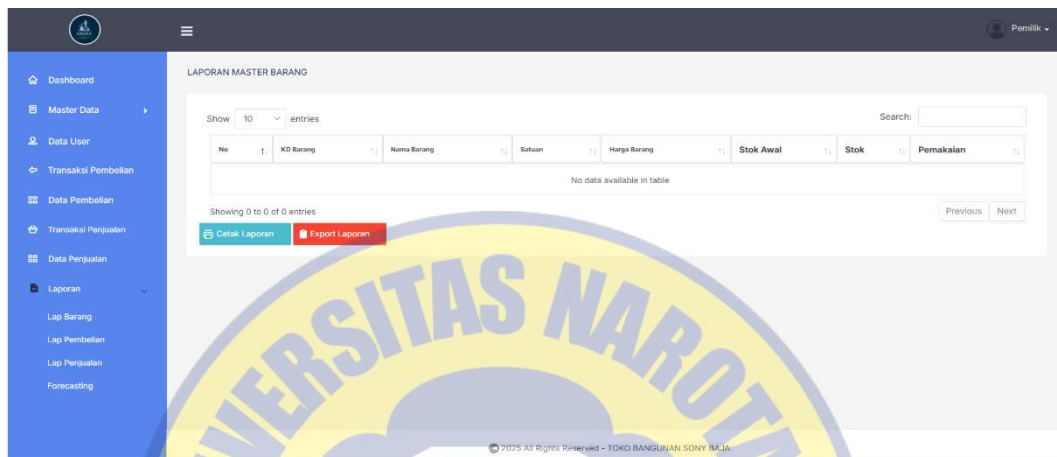 Pemilik
Dashboard
Master Data
Data User
Transaksi Pembelian
Data Pembelian
Transaksi Penjualan
Data Penjualan
Laporan
Lap Barang
Lap Pembelian
Lap Penjualan
Forecasting
LAPORAN MASTER BARANG
Show 10 entries
Search:
No KD Barang Nama Barang Satuan Harga Barang Stok Awal Stok Pemakaian
No data available in table
Showing 0 to 0 of 0 entries
Previous Next
Cetak Laporan Export Laporan
ERSITAS NAROT
© 2025 All Rights Reserved - TOKO BANGUNAN SONY BAJA